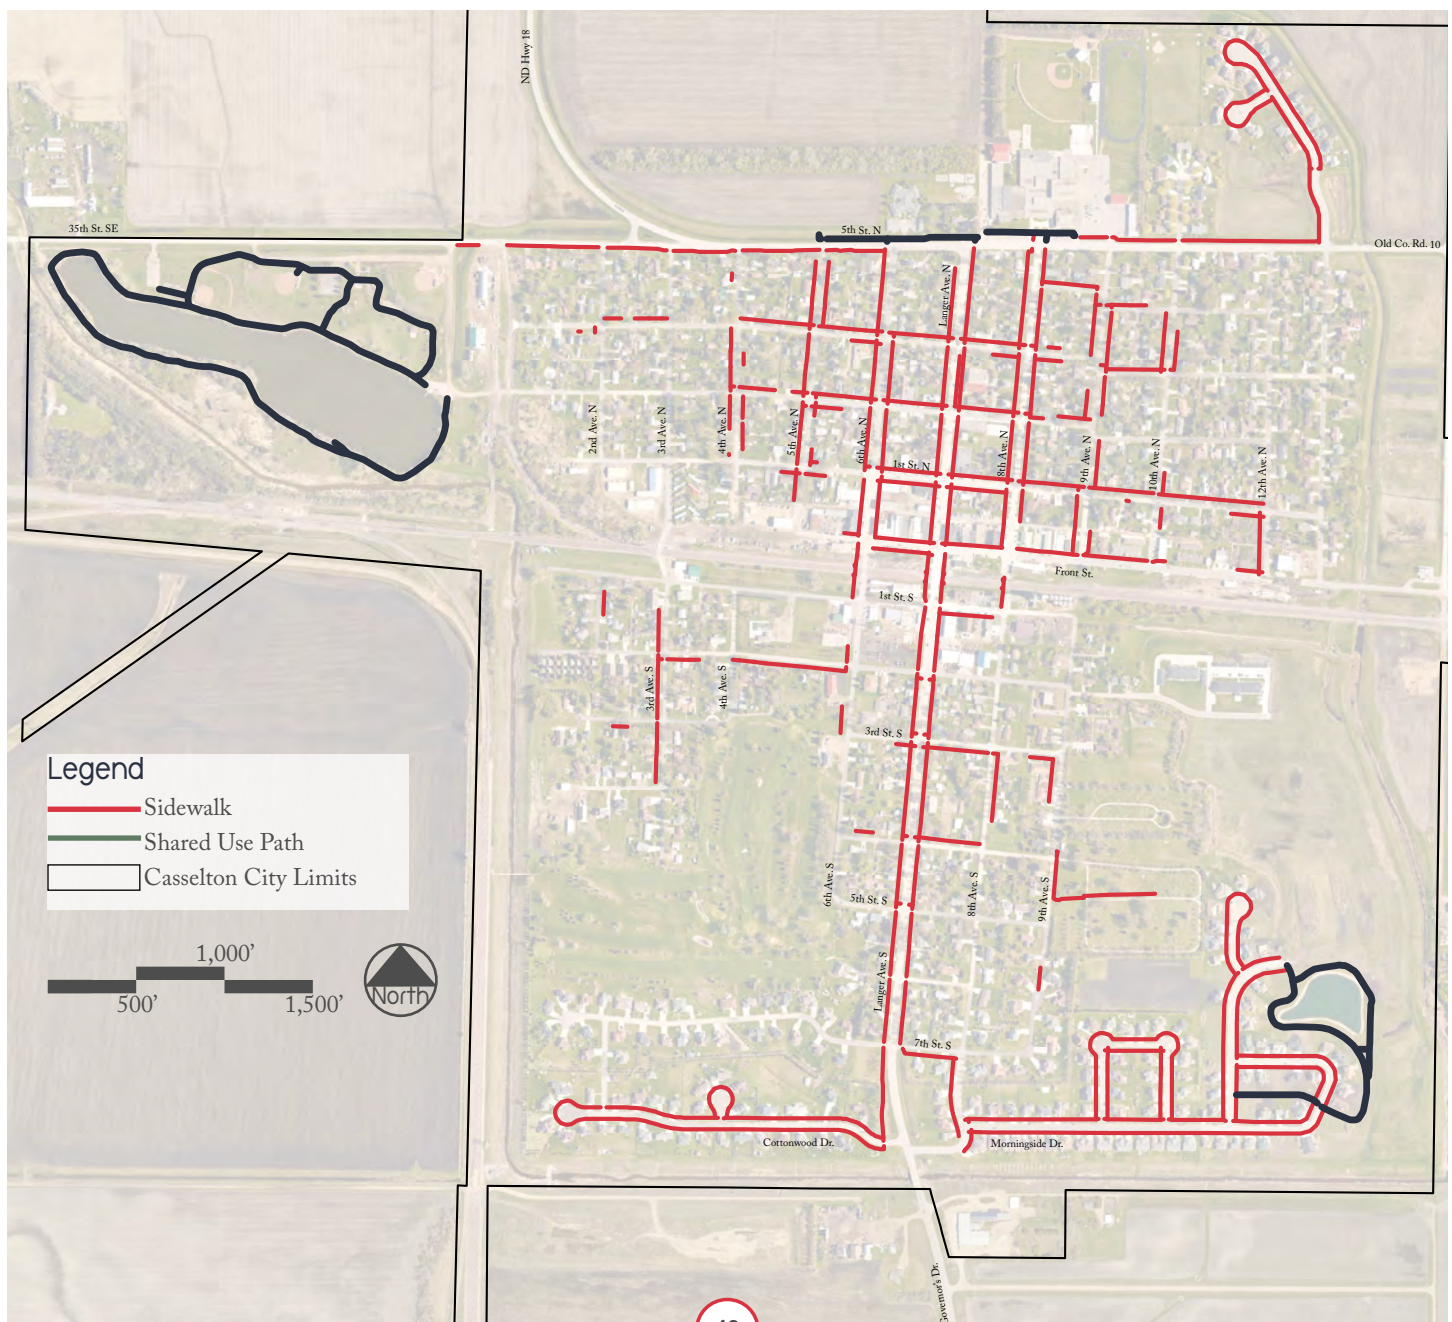 ND Hwy 18
35th St. SE
5th St. N
Old Co. Rd. 10
Langer Ave. N
2nd Ave. N
3rd Ave. N
4th Ave. N
5th Ave. N
6th Ave. N
8th Ave. N
9th Ave. N
10th Ave. N
12th Ave. N
1st St. N
Front St.
1st St. S
3rd Ave. S
4th Ave. S
3rd St. S
Legend
Sidewalk
Shared Use Path
Casselton City Limits
6th Ave. S
5th St. S
8th Ave. S
9th Ave. S
1,000’
500’
1,500’
North
Langer Ave. S
7th St. S
Cottonwood Dr.
Morningside Dr.
Governor's Dr.